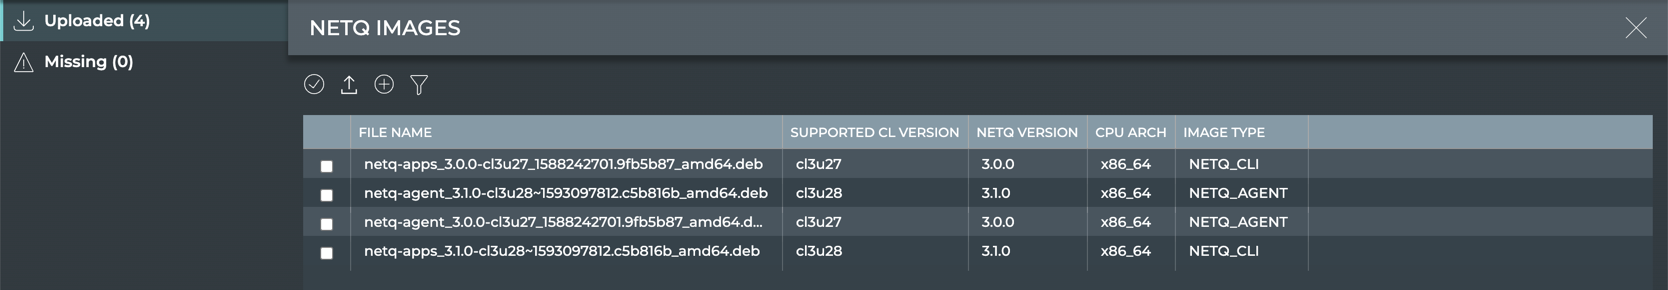 Uploaded (4)
Missing (0)
NETQ IMAGES
FILE NAME SUPPORTED CL VERSION NETQ VERSION CPU ARCH IMAGE TYPE
netq-apps_3.0.0-cl3u27_1588242701.9fb5b87_amd64.deb cl3u27 3.0.0 x86_64 NETQ_CLI
netq-agent_3.1.0-cl3u28~1593097812.c5b816b_amd64.deb cl3u28 3.1.0 x86_64 NETQ_AGENT
netq-agent_3.0.0-cl3u27_1588242701.9fb5b87_amd64.d... cl3u27 3.0.0 x86_64 NETQ_AGENT
netq-apps_3.1.0-cl3u28~1593097812.c5b816b_amd64.deb cl3u28 3.1.0 x86_64 NETQ_CLI